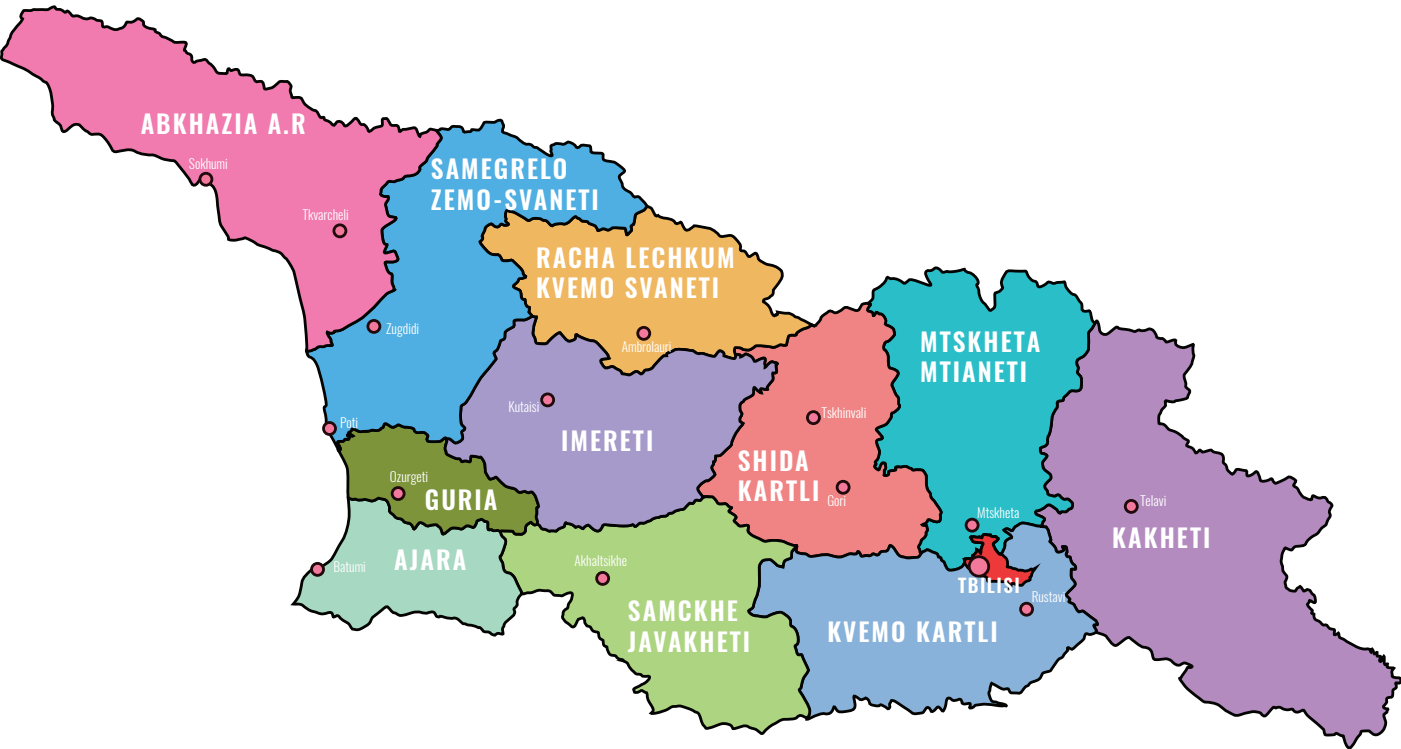 ABKHAZIA A.R
Sokhumi
Tkvarcheli
SAMEGRELO
ZEMO-SVANETI
Zugdidi
Poti
RACHA LECHKUM
KVEMO SVANETI
Ambrolauri
Kutaisi
IMERETI
Ozurgeti
GURIA
AJARA
Batumi
Akhaltsikhe
SAMCKHE
JAVAKHETI
Tskhinvali
SHIDA
KARTLI
Gori
MTSKHETA
MTIANETI
Mtskheta
TBILISI
Rustavi
KVEMO KARTLI
Telavi
KAKHETI